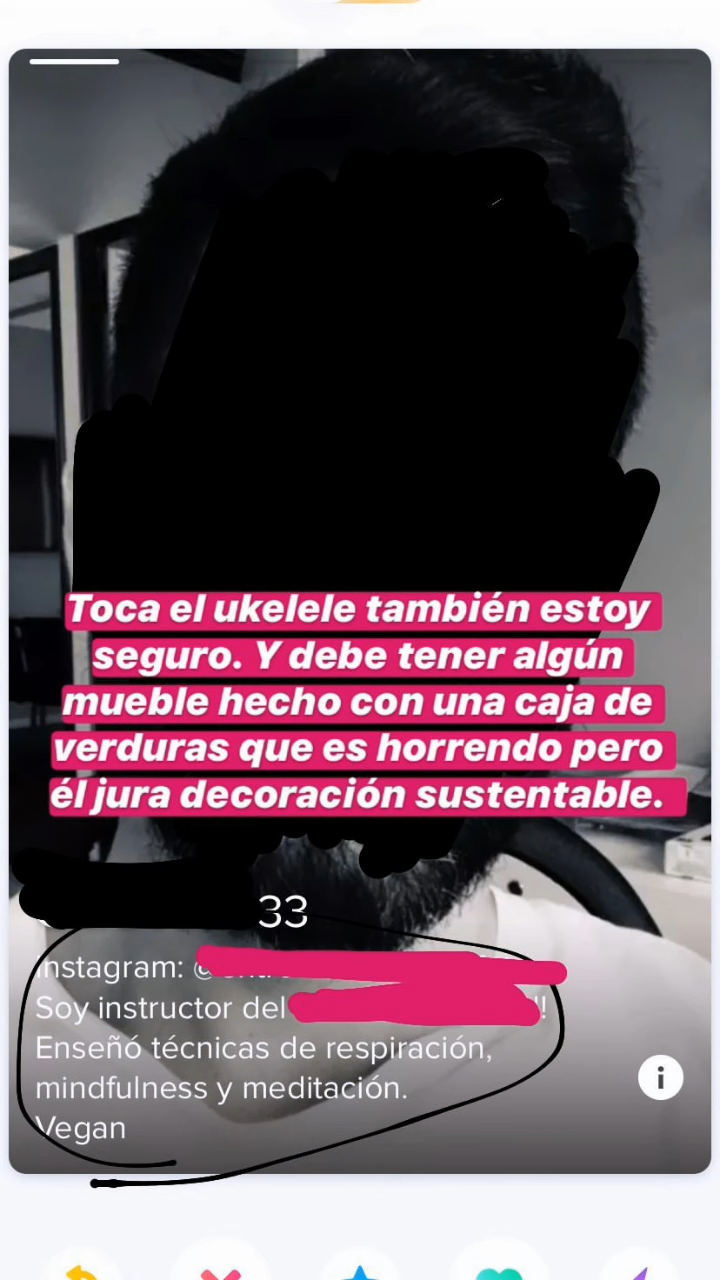 Toca el ukelele también estoy
seguro. Y debe tener algún
mueble hecho con una caja de
verduras que es horrendo pero
él jura decoración sustentable.
33
Instagram: @
Soy instructor del !
Enseñó técnicas de respiración,
mindfulness y meditación.
Vegan